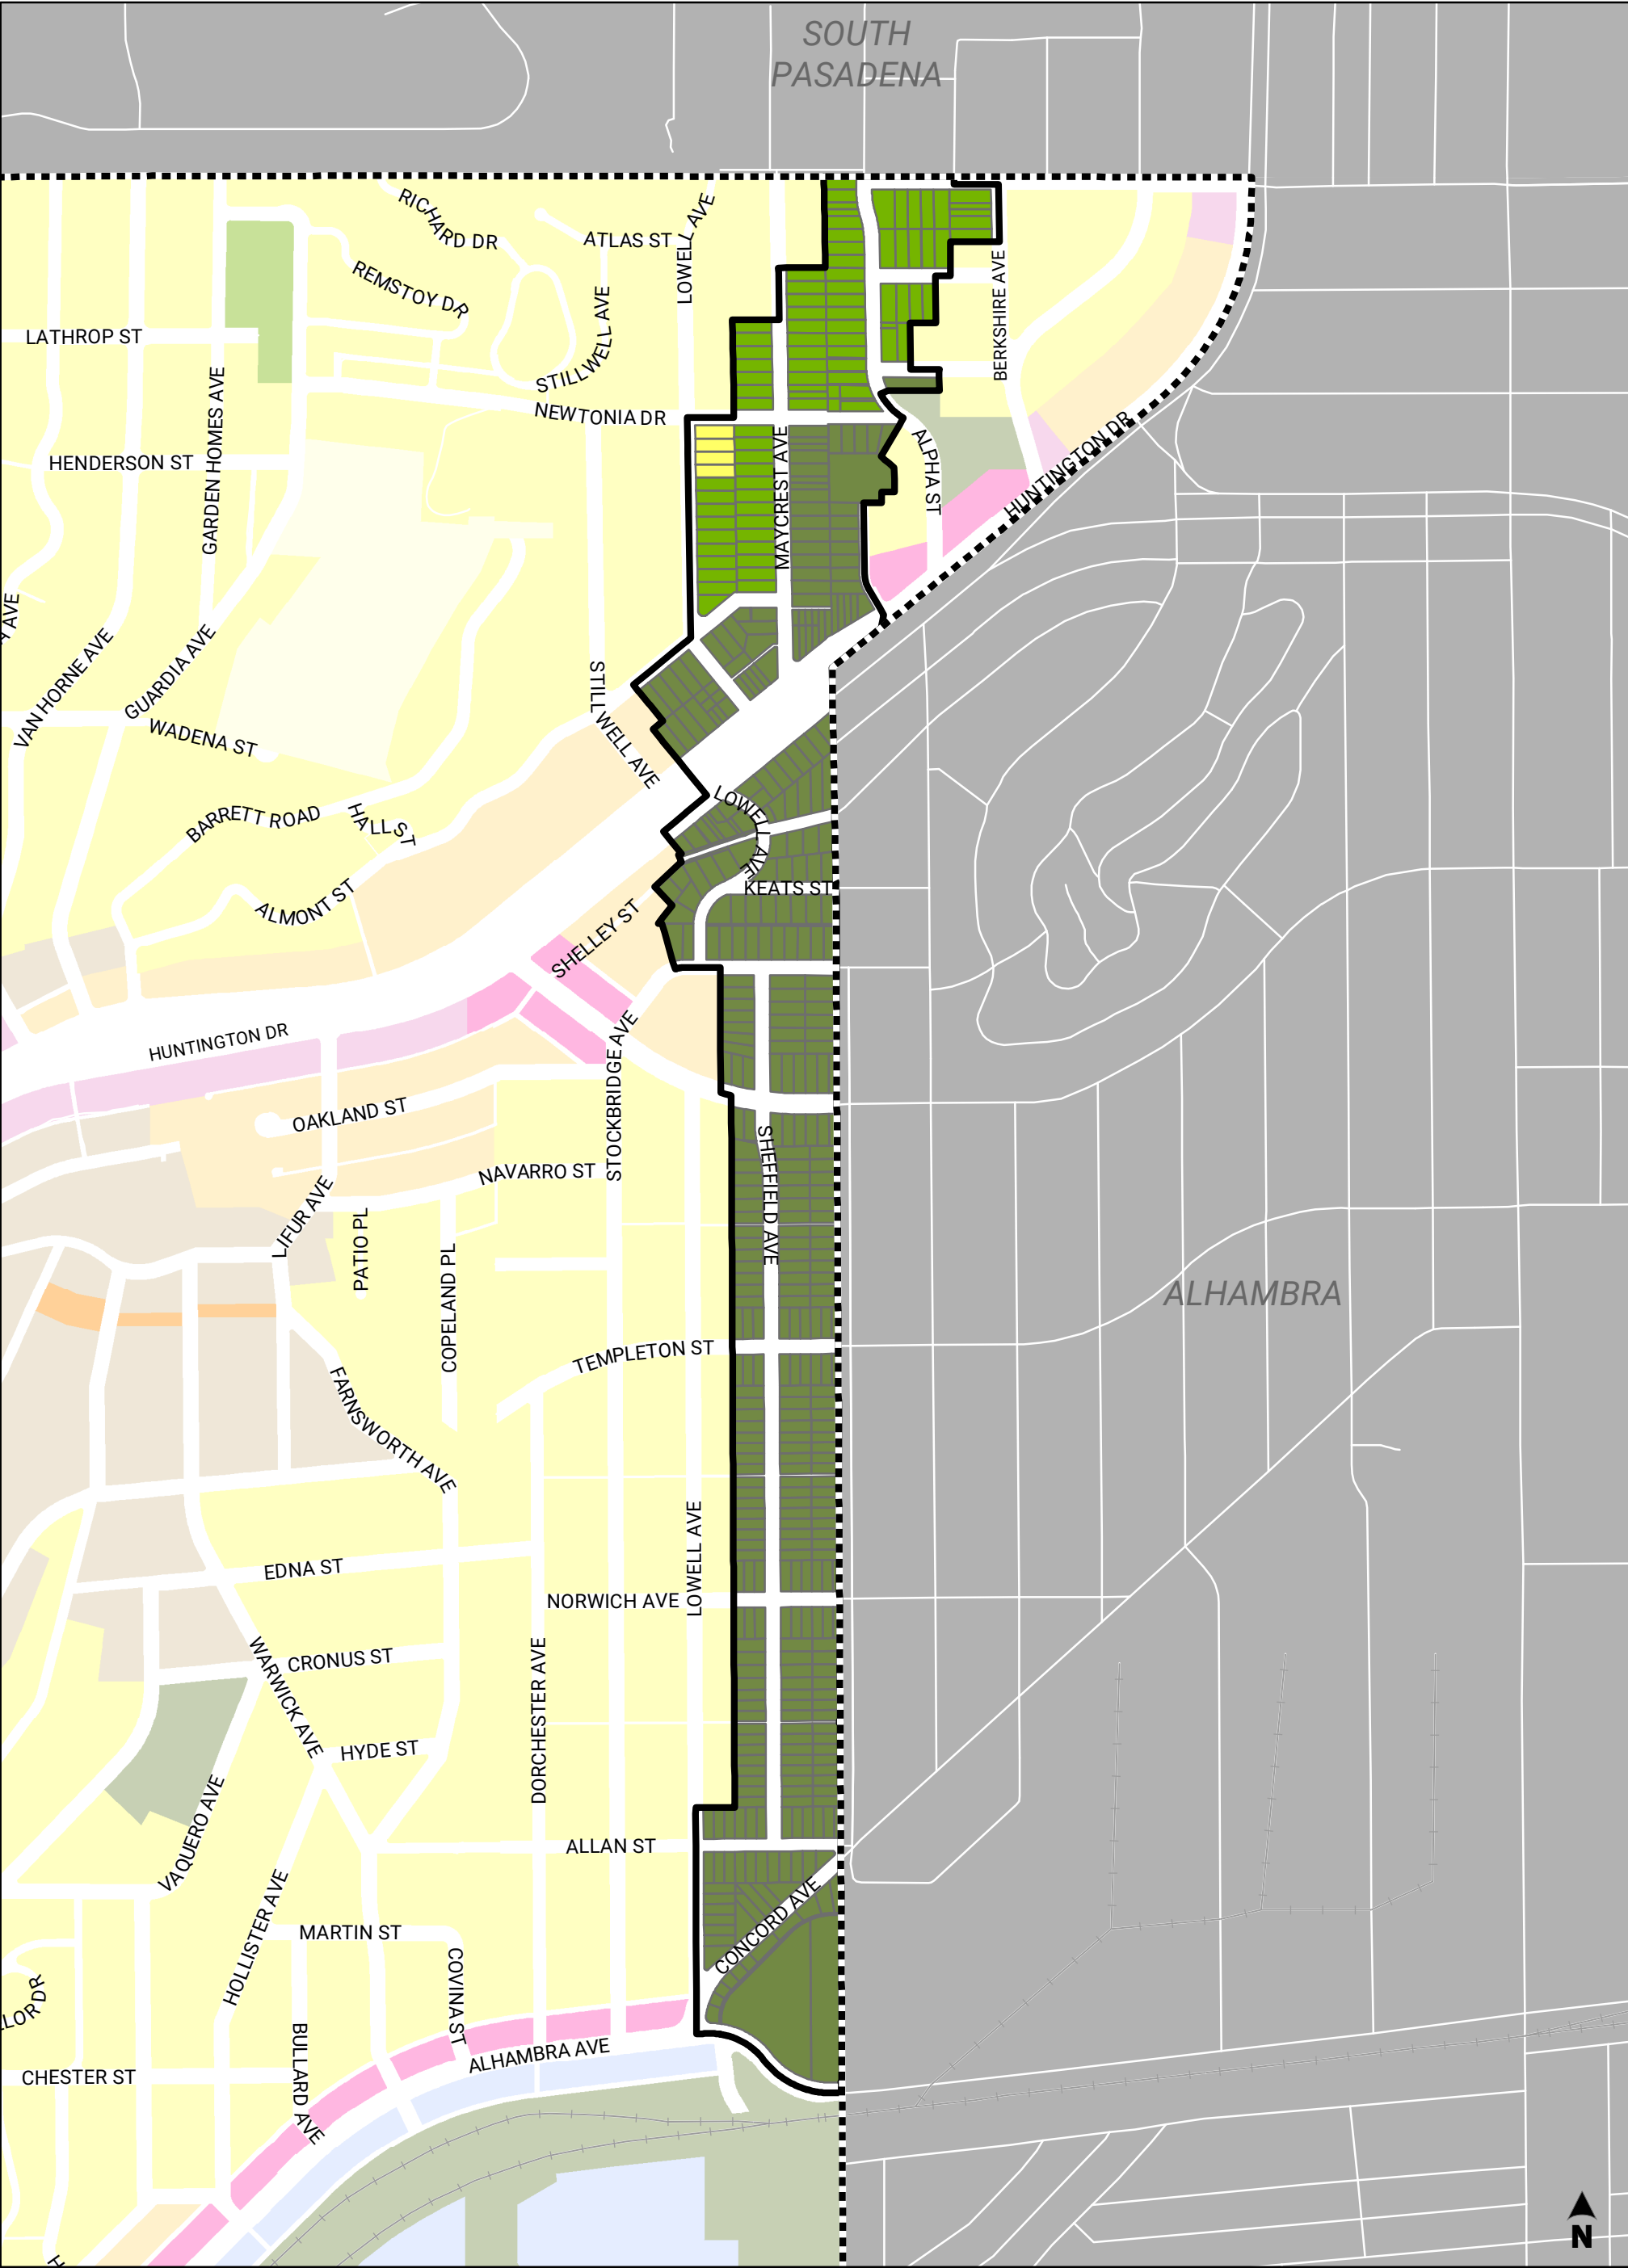 SOUTH
PASADENA
RICHARD DR
ATLAS ST
LOWELL AVE
REMSTOY DR
STILLWELL AVE
BERKSHIRE AVE
LATHROP ST
GARDEN HOMES AVE
NEWTONIA DR
HENDERSON ST
MAYCREST AVE
ALPHA ST
HUNTINGTON DR
AVE
VAN HORNE AVE
GUARDIA AVE
WADENA ST
STILLWELL AVE
BARRETT ROAD
HALL ST
LOWELL AVE
KEATS ST
ALMONT ST
SHELLEY ST
HUNTINGTON DR
STOCKBRIDGE AVE
OAKLAND ST
NAVARRO ST
SHEFFIELD AVE
LIFUR AVE
PATIO PL
COPELAND PL
ALHAMBRA
TEMPLETON ST
FARNSWORTH AVE
EDNA ST
NORWICH AVE
LOWELL AVE
WARWICK AVE
CRONUS ST
DORCHESTER AVE
HYDE ST
VAQUERO AVE
ALLAN ST
HOLLISTER AVE
MARTIN ST
CONCORD AVE
COVINA ST
LOR DR
BULLARD AVE
ALHAMBRA AVE
CHESTER ST
H
N